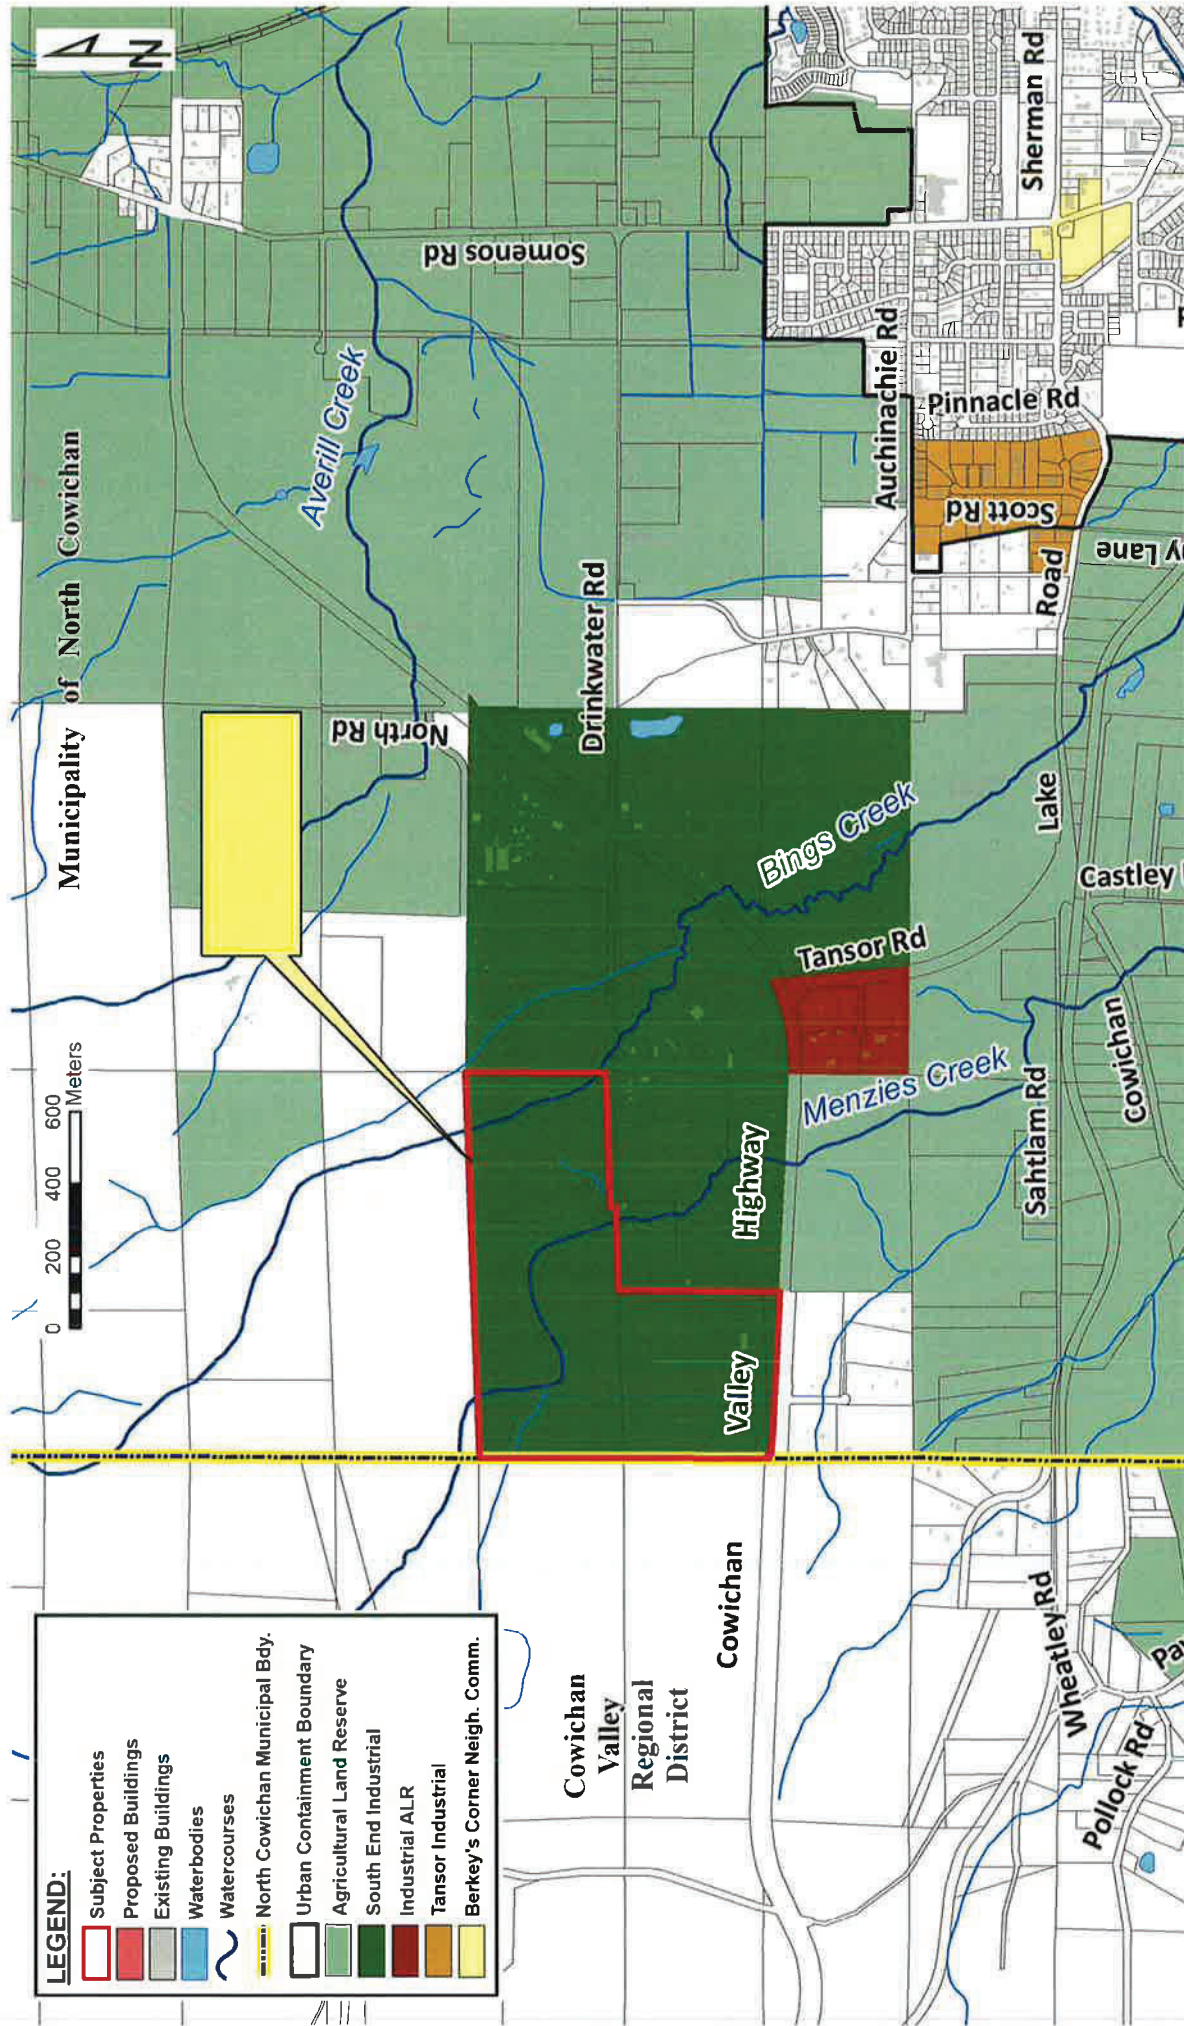 LEGEND:
Subject Properties
Proposed Buildings
Existing Buildings
Waterbodies
Watercourses
North Cowichan Municipal Bdy.
Urban Containment Boundary
Agricultural Land Reserve
South End Industrial
Industrial ALR
Tansor Industrial
Berkey's Corner Neigh. Comm.
0 200 400 600
Meters
Municipality of North Cowichan
N
North Rd
Averill Creek
Somenos Rd
Drinkwater Rd
Cowichan
Valley
Regional
District
Cowichan Valley Highway
Bings Creek
Tansor Rd
Menzies Creek
Auchinachie Rd
Pinnacle Rd
Scott Rd
Sherman Rd
Wheatley Rd
Sahtlam Rd
Cowichan Lake Road
Castley
y Lane
Pollock Rd
Pa